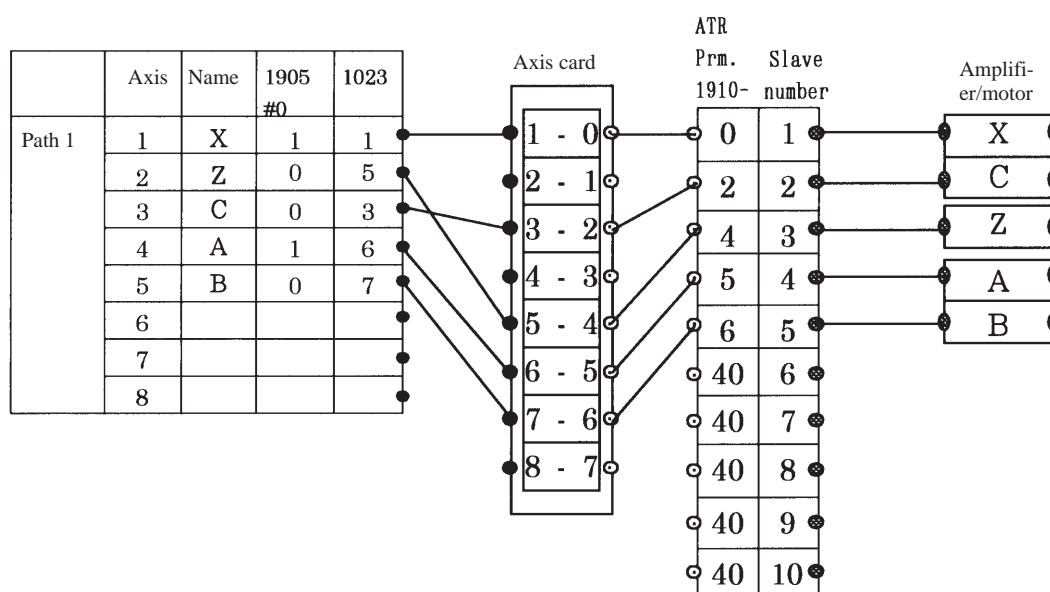 ATR
Prm. Slave
1910- number
Axis card
Amplifi-
er/motor
Axis Name 1905 1023
#0
Path 1 1 X 1 1
2 Z 0 5
3 C 0 3
4 A 1 6
5 B 0 7
6
7
8
1 - 0
2 - 1
3 - 2
4 - 3
5 - 4
6 - 5
7 - 6
8 - 7
0 1
2 2
4 3
5 4
6 5
40 6
40 7
40 8
40 9
40 10
X
C
Z
A
B